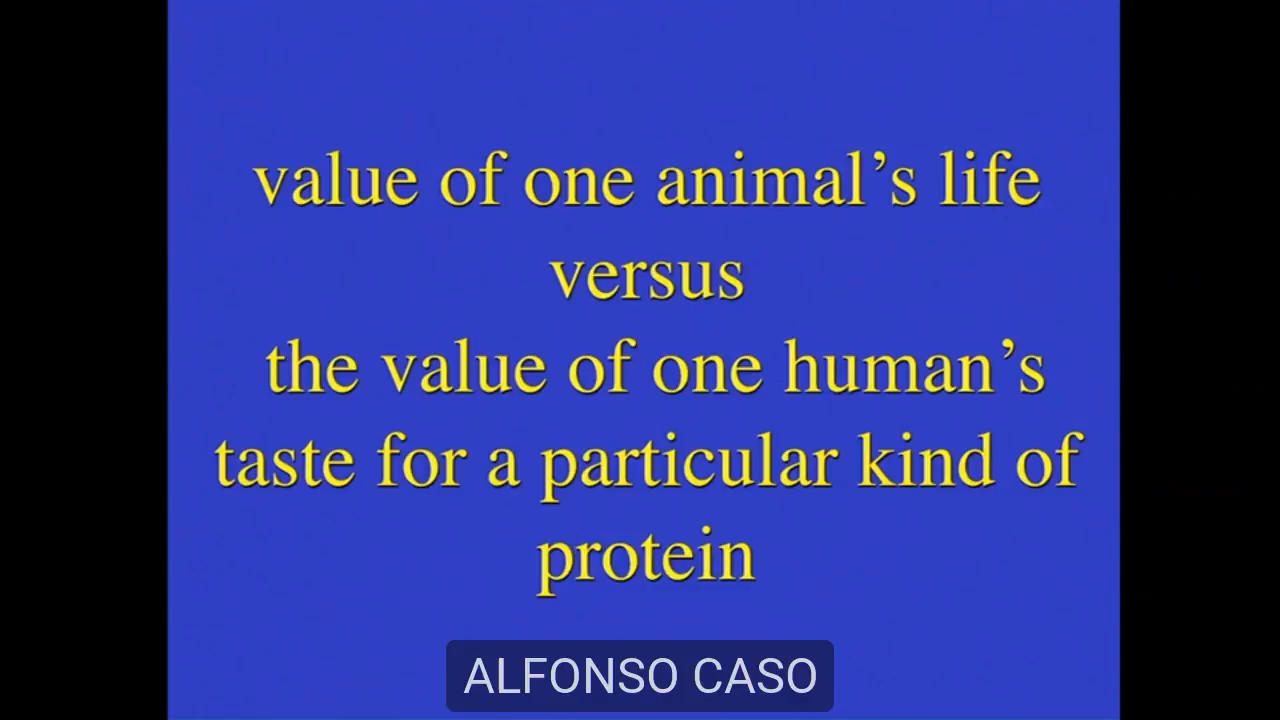 value of one animal’s life
versus
the value of one human’s
taste for a particular kind of
protein
ALFONSO CASO